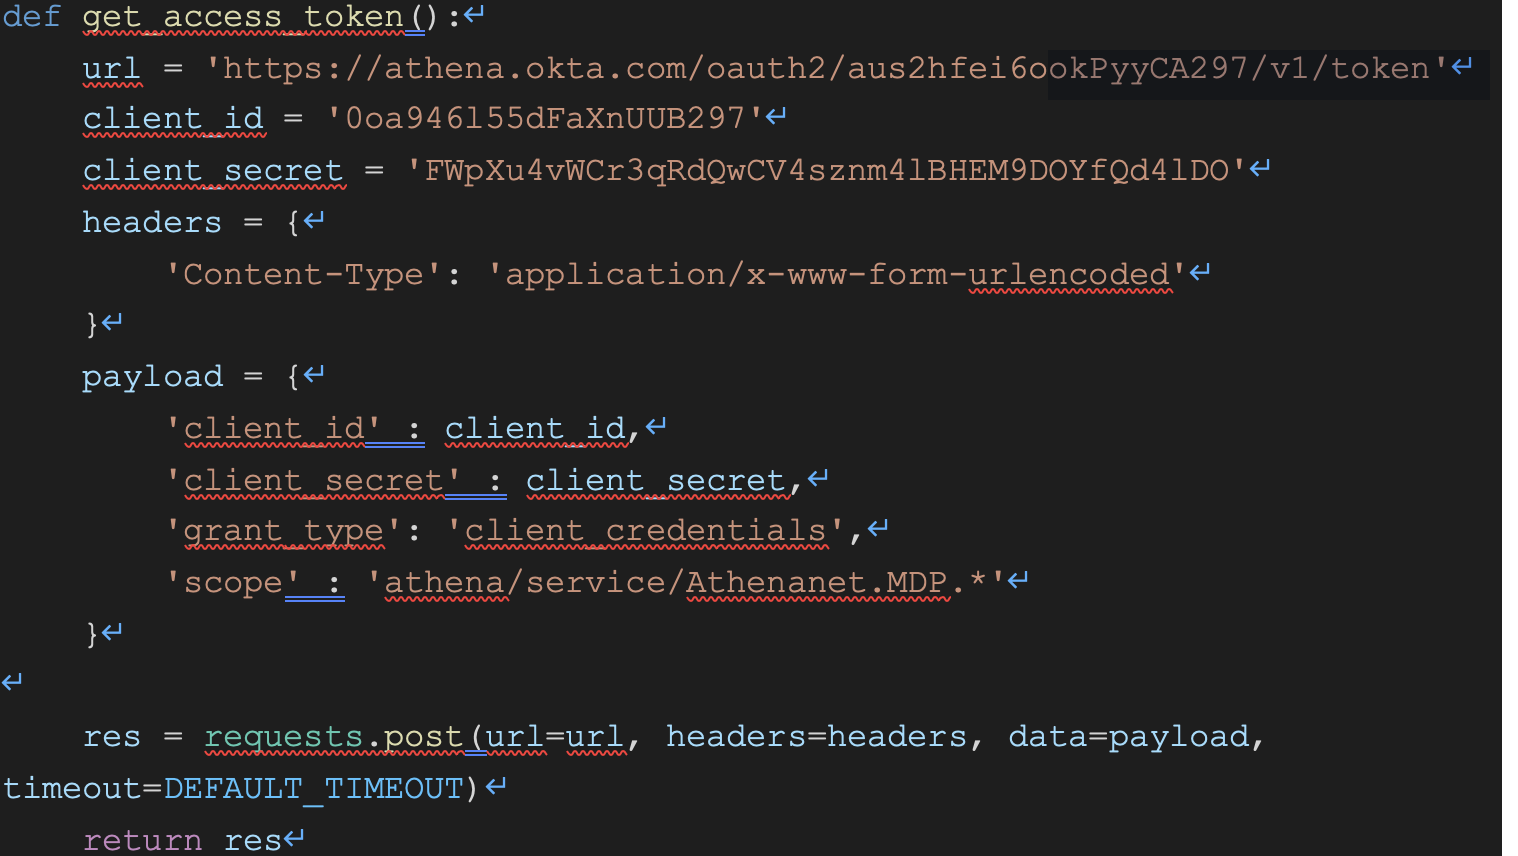 def get_access_token():↵
url = 'https://athena.okta.com/oauth2/aus2hfei6ookPyyCA297/v1/token'↵
client_id = '0oa946l55dFaXnUUB297'↵
client_secret = 'FWpXu4vWCr3qRdQwCV4sznm4lBHEM9DOYfQd4lDO'↵
headers = {↵
'Content-Type': 'application/x-www-form-urlencoded'↵
}↵
payload = {↵
'client_id' : client_id,↵
'client_secret' : client_secret,↵
'grant_type': 'client_credentials',↵
'scope' : 'athena/service/Athenanet.MDP.*'↵
}↵
↵
res = requests.post(url=url, headers=headers, data=payload,
timeout=DEFAULT_TIMEOUT)↵
return res↵